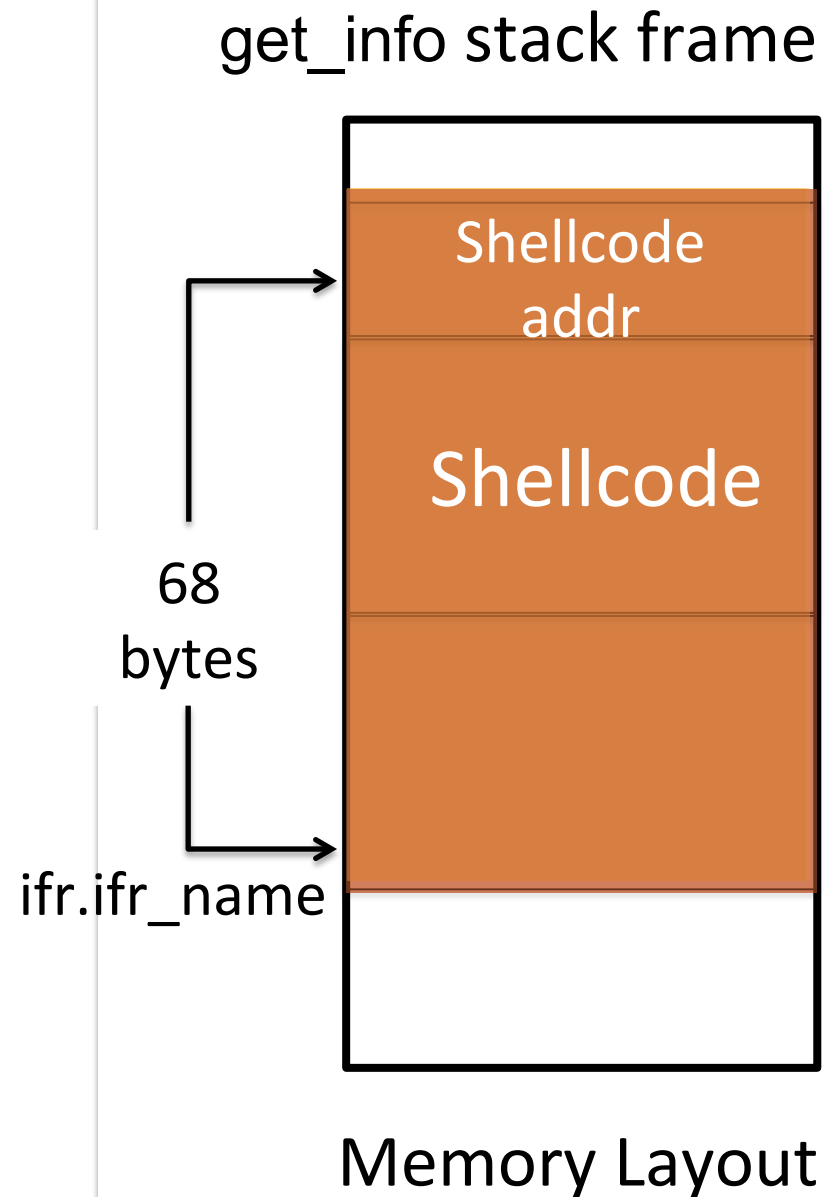 get_info stack frame
Shellcode
addr
Shellcode
68
bytes
ifr.ifr_name
Memory Layout